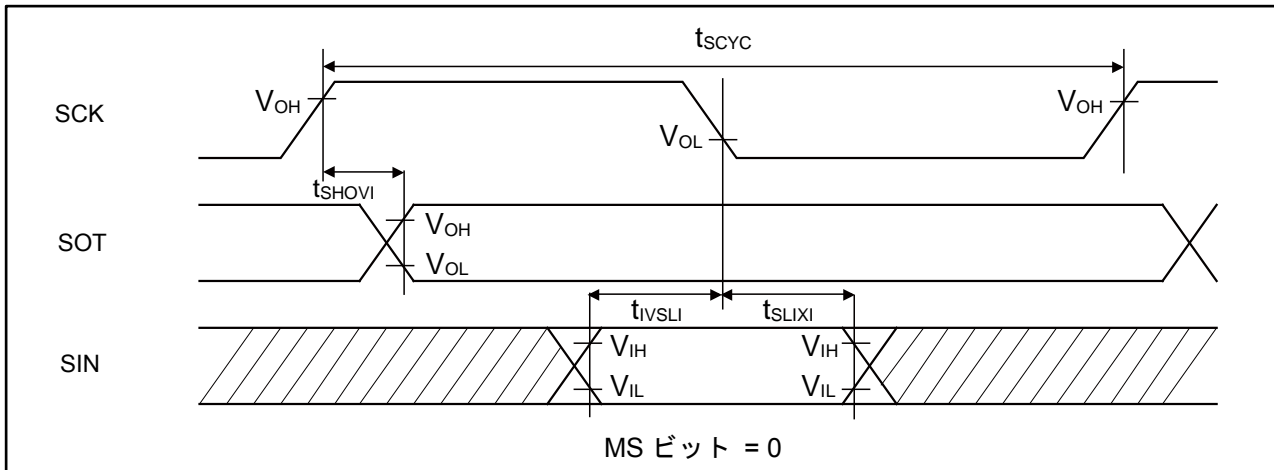 tSCYC
SCK
VOH
VOL
VOH
tSHOVI
SOT
VOH
VOL
tIVSLI
tSLIXI
SIN
VIH
VIH
VIL
VIL
MS ビット = 0